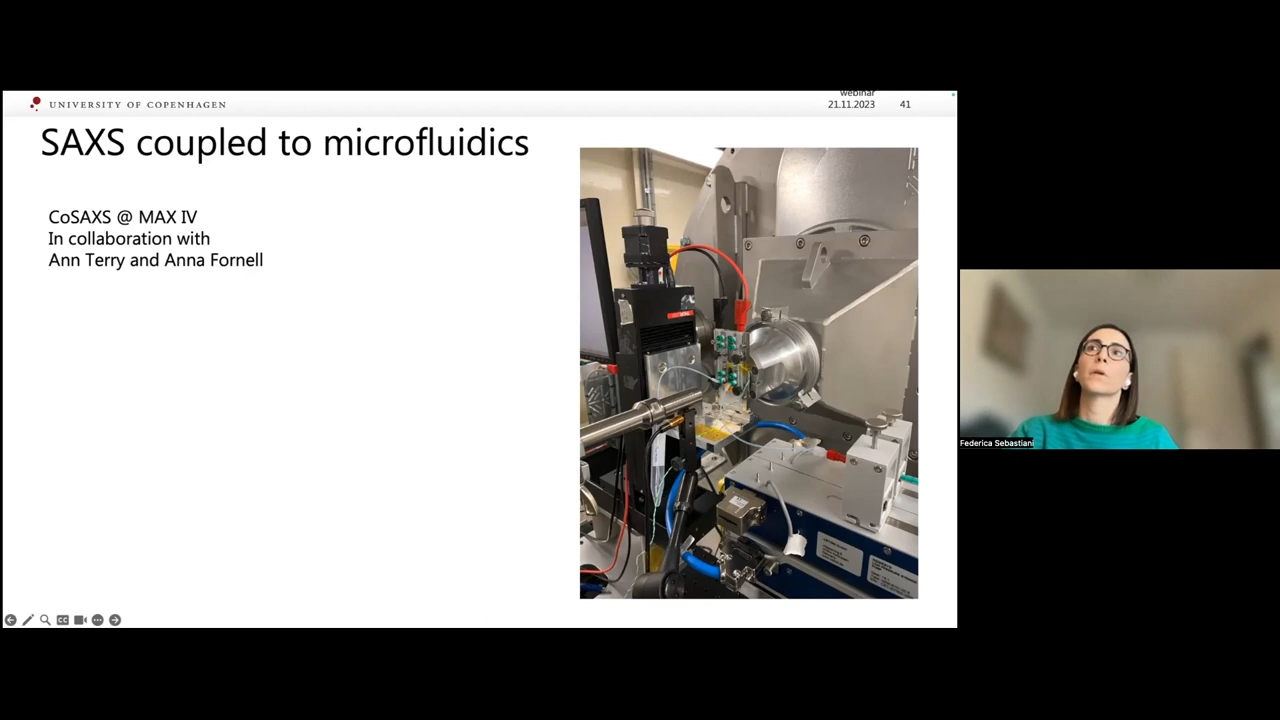 UNIVERSITY OF COPENHAGEN
webinar
21.11.2023
41
SAXS coupled to microfluidics
CoSAXS @ MAX IV
In collaboration with
Ann Terry and Anna Fornell
Federica Sebastiani
CC